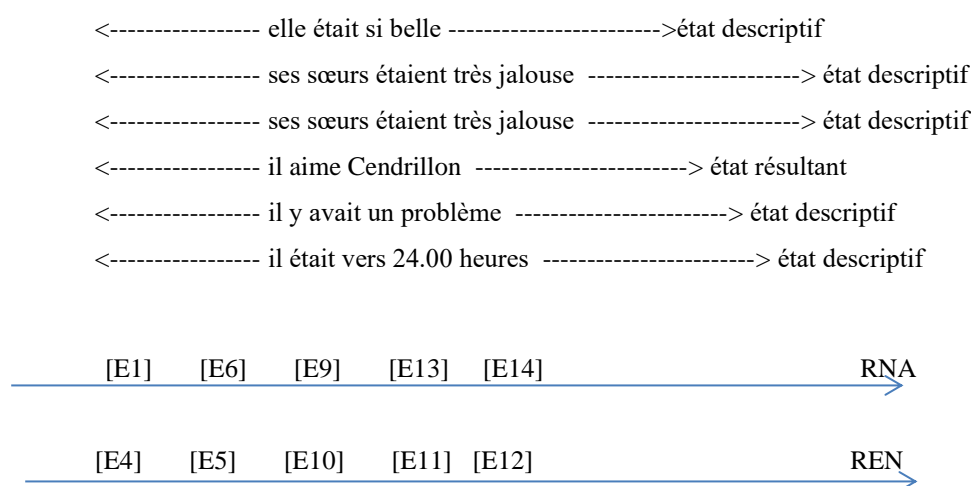 <----------------- elle était si belle ------------------------>état descriptif
<----------------- ses sœurs étaient très jalouse ------------------------> état descriptif
<----------------- ses sœurs étaient très jalouse ------------------------> état descriptif
<----------------- il aime Cendrillon ------------------------> état résultant
<----------------- il y avait un problème ------------------------> état descriptif
<----------------- il était vers 24.00 heures ------------------------> état descriptif
[E1] [E6] [E9] [E13] [E14] RNA
[E4] [E5] [E10] [E11] [E12] REN